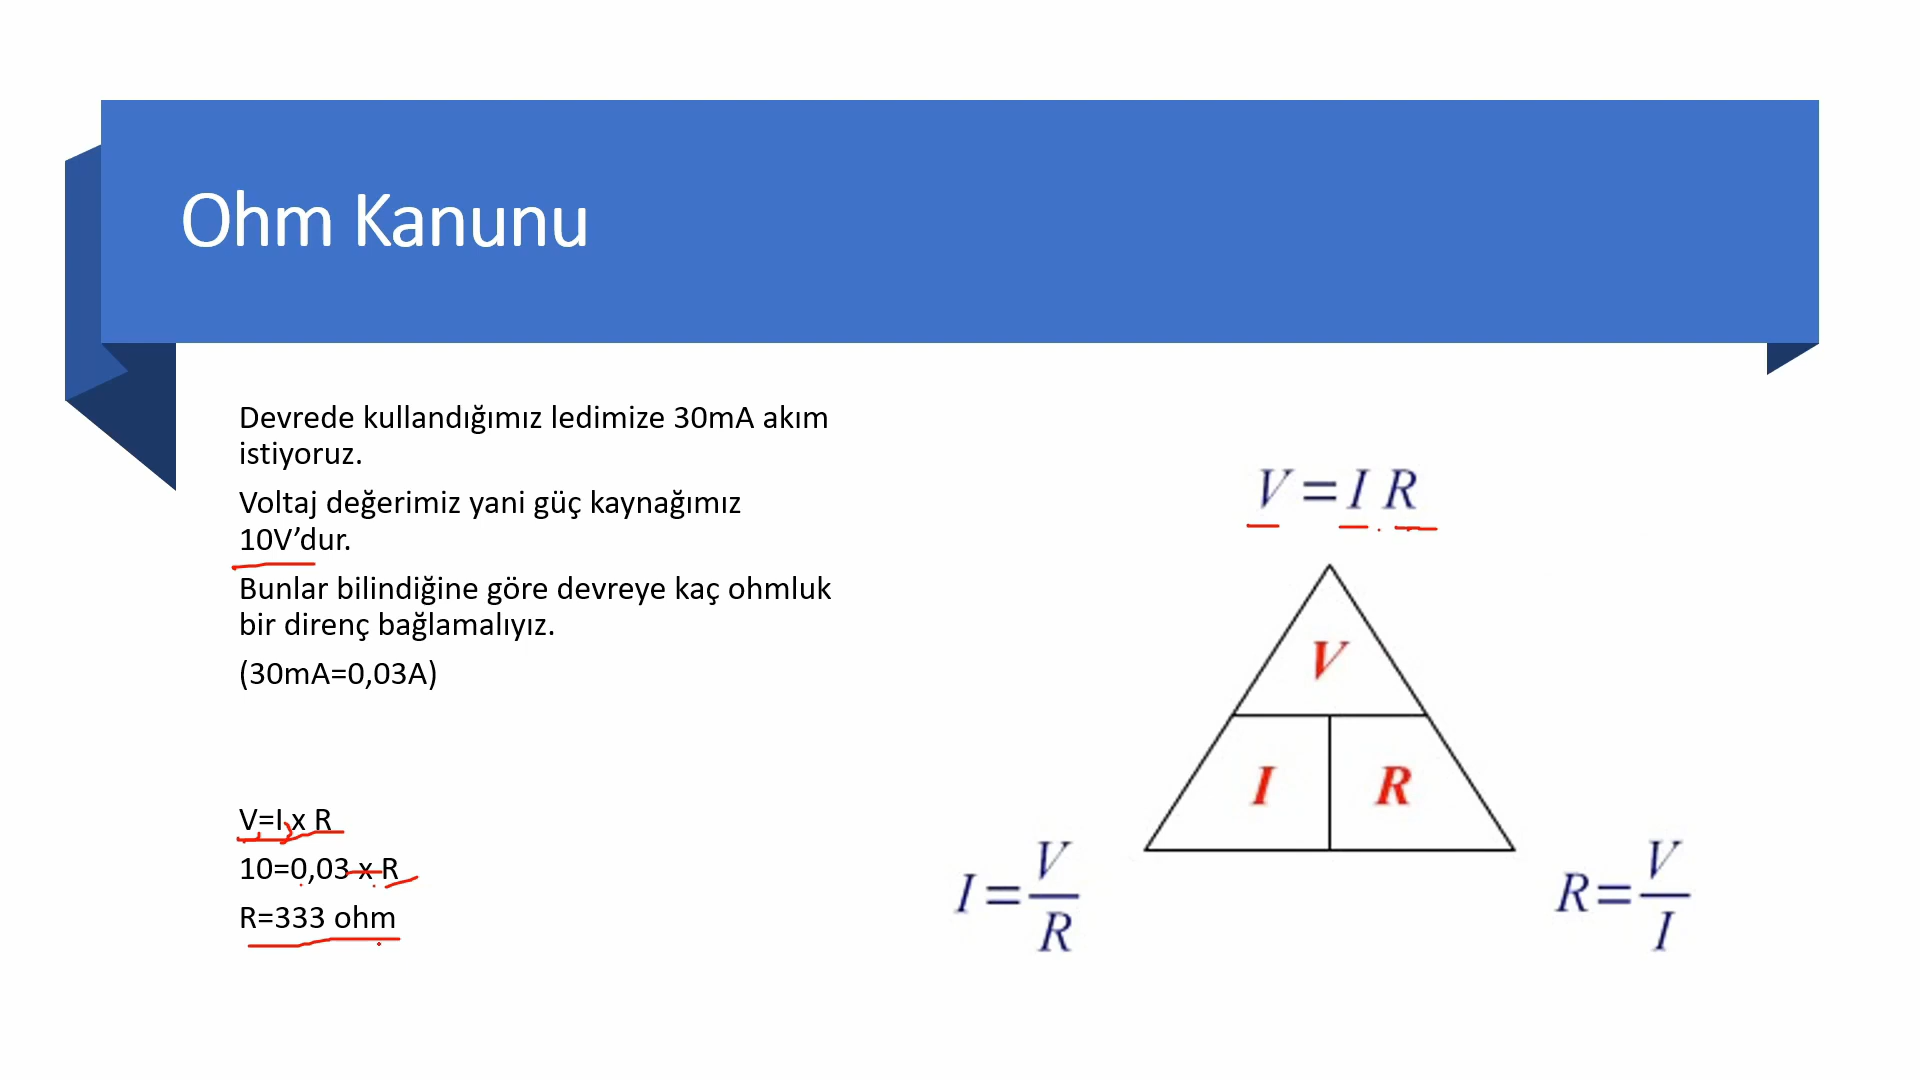 Ohm Kanunu
Devrede kullandığımız ledimize 30mA akım
istiyoruz.
Voltaj değerimiz yani güç kaynağımız
10V’dur.
Bunlar bilindiğine göre devreye kaç ohmluk
bir direnç bağlamalıyız.
(30mA=0,03A)
V=I x R
10=0,03 x R
R=333 ohm
V=I R
V
I R
I=V/R
R=V/I